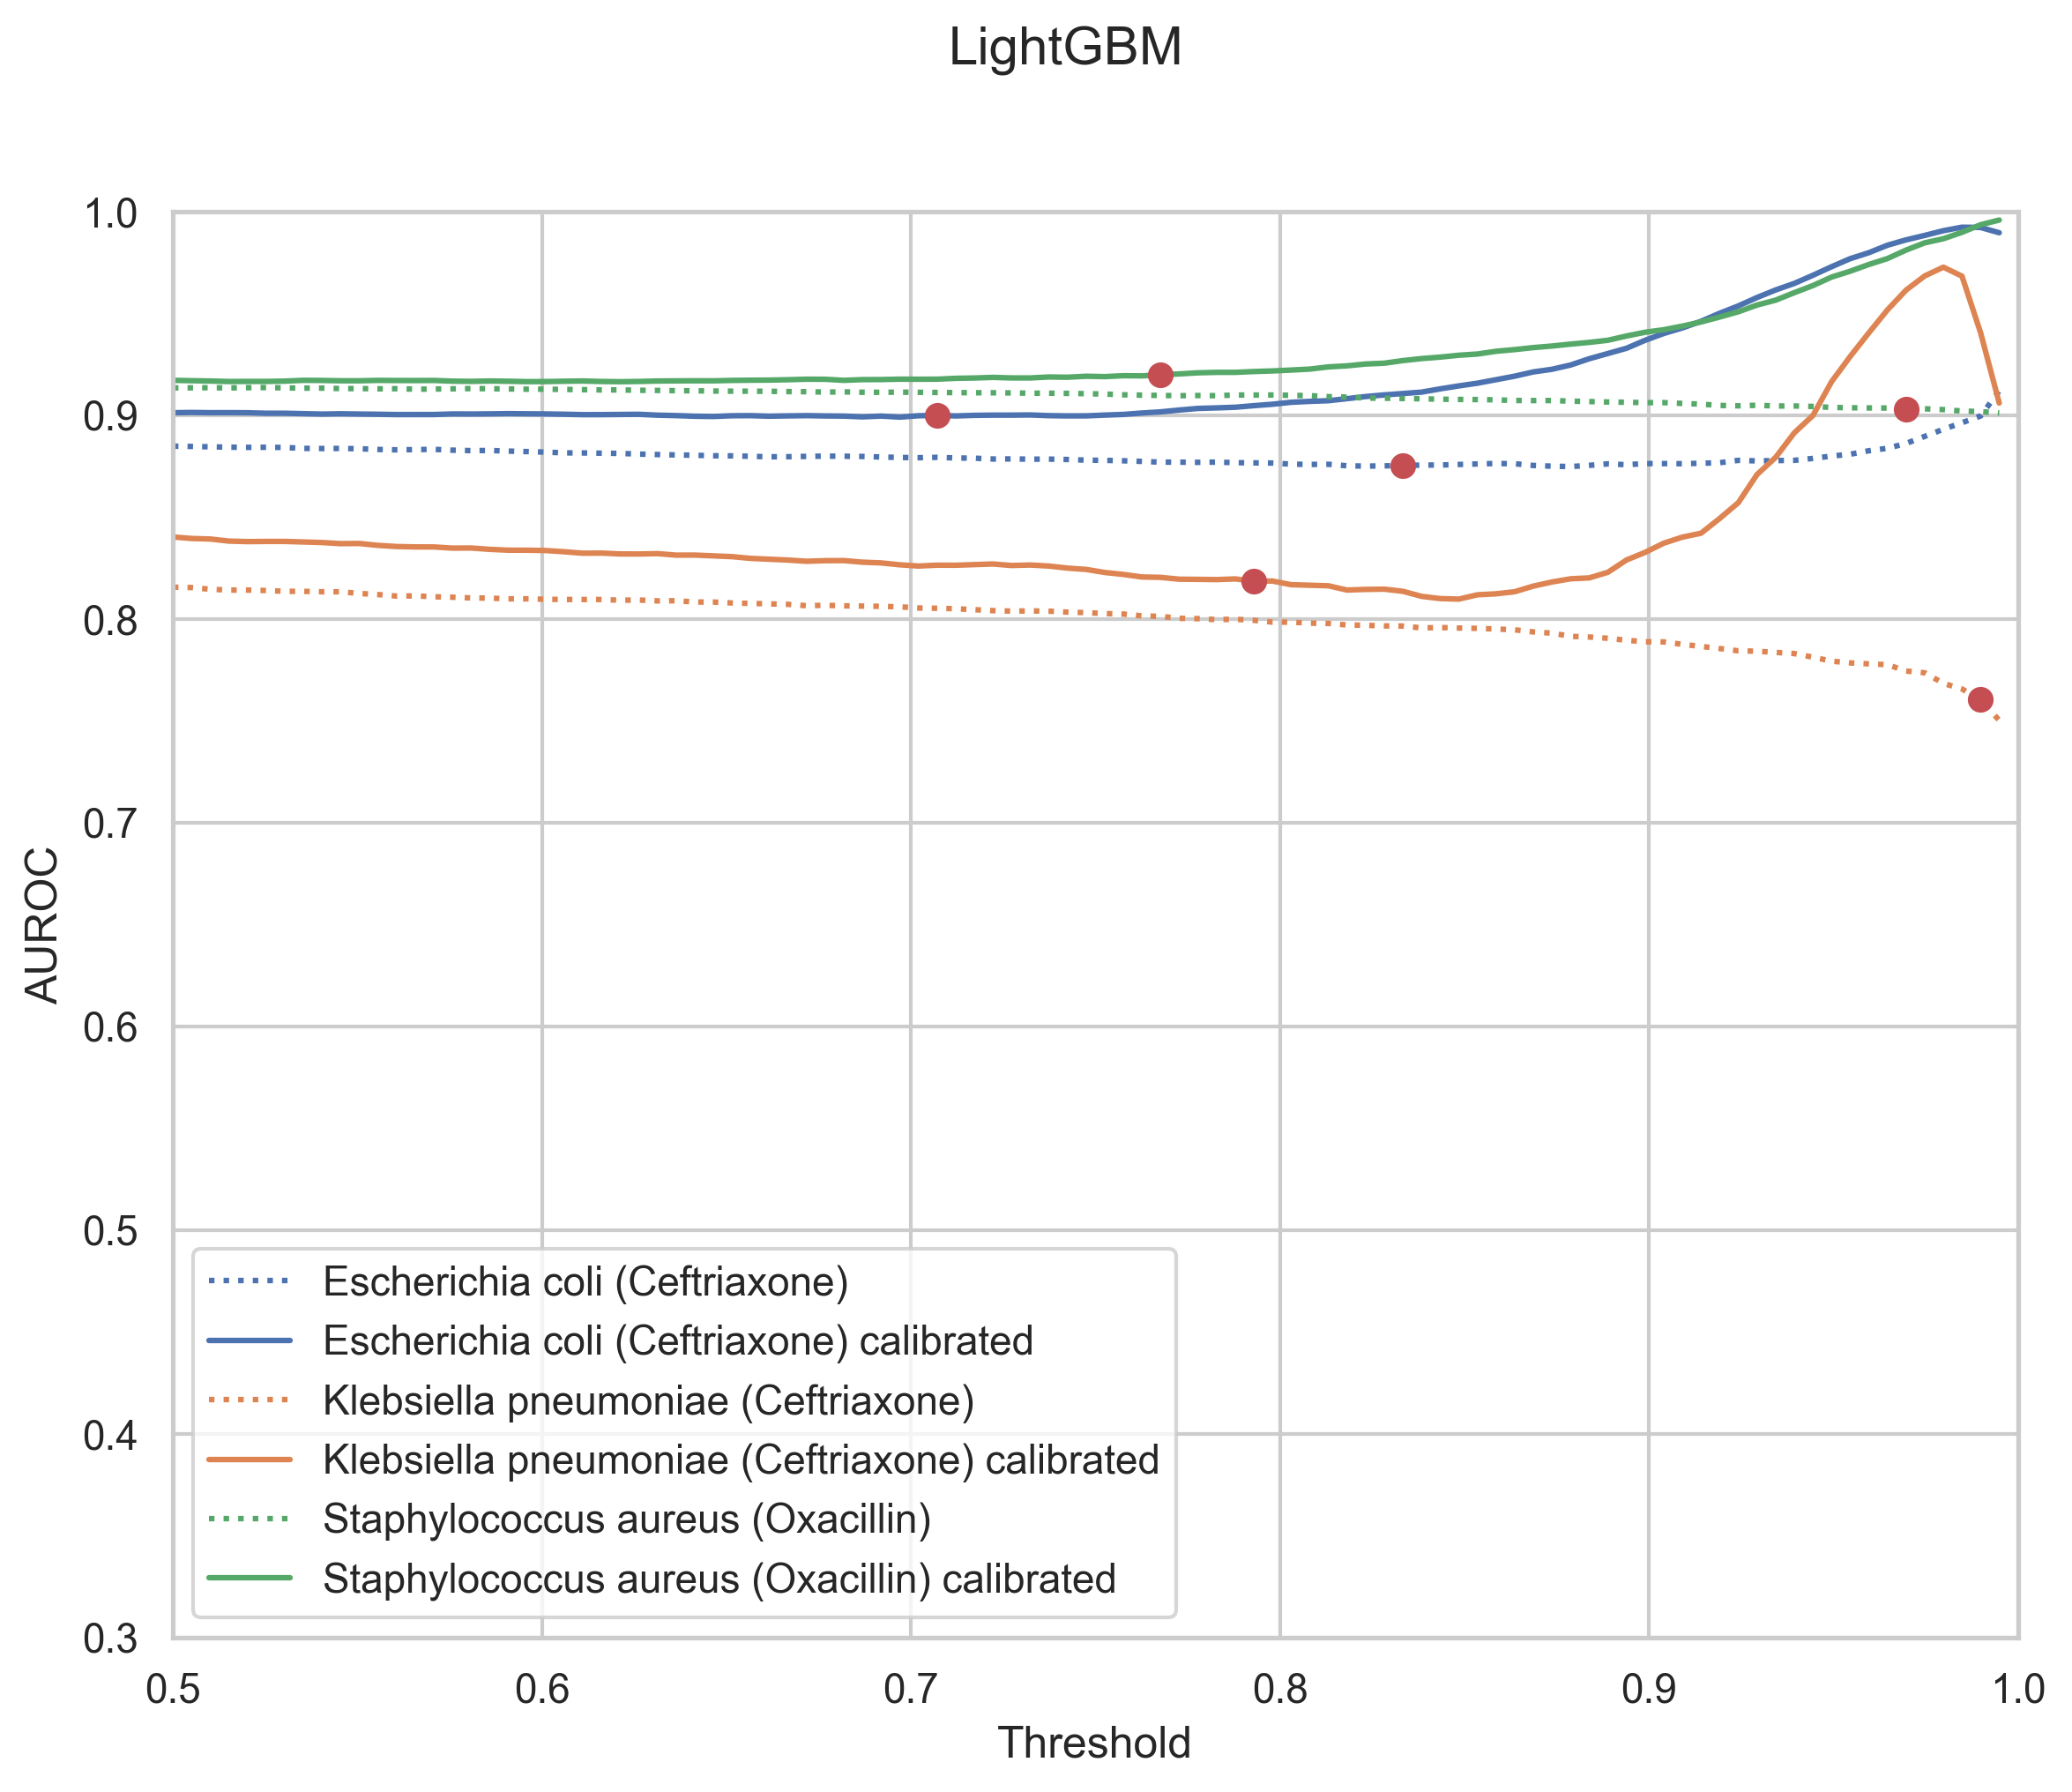 LightGBM
1.0
0.9
0.8
0.7
0.6
0.5
0.4
0.3
AUROC
Escherichia coli (Ceftriaxone)
Escherichia coli (Ceftriaxone) calibrated
Klebsiella pneumoniae (Ceftriaxone)
Klebsiella pneumoniae (Ceftriaxone) calibrated
Staphylococcus aureus (Oxacillin)
Staphylococcus aureus (Oxacillin) calibrated
0.5 0.6 0.7 0.8 0.9 1.0
Threshold